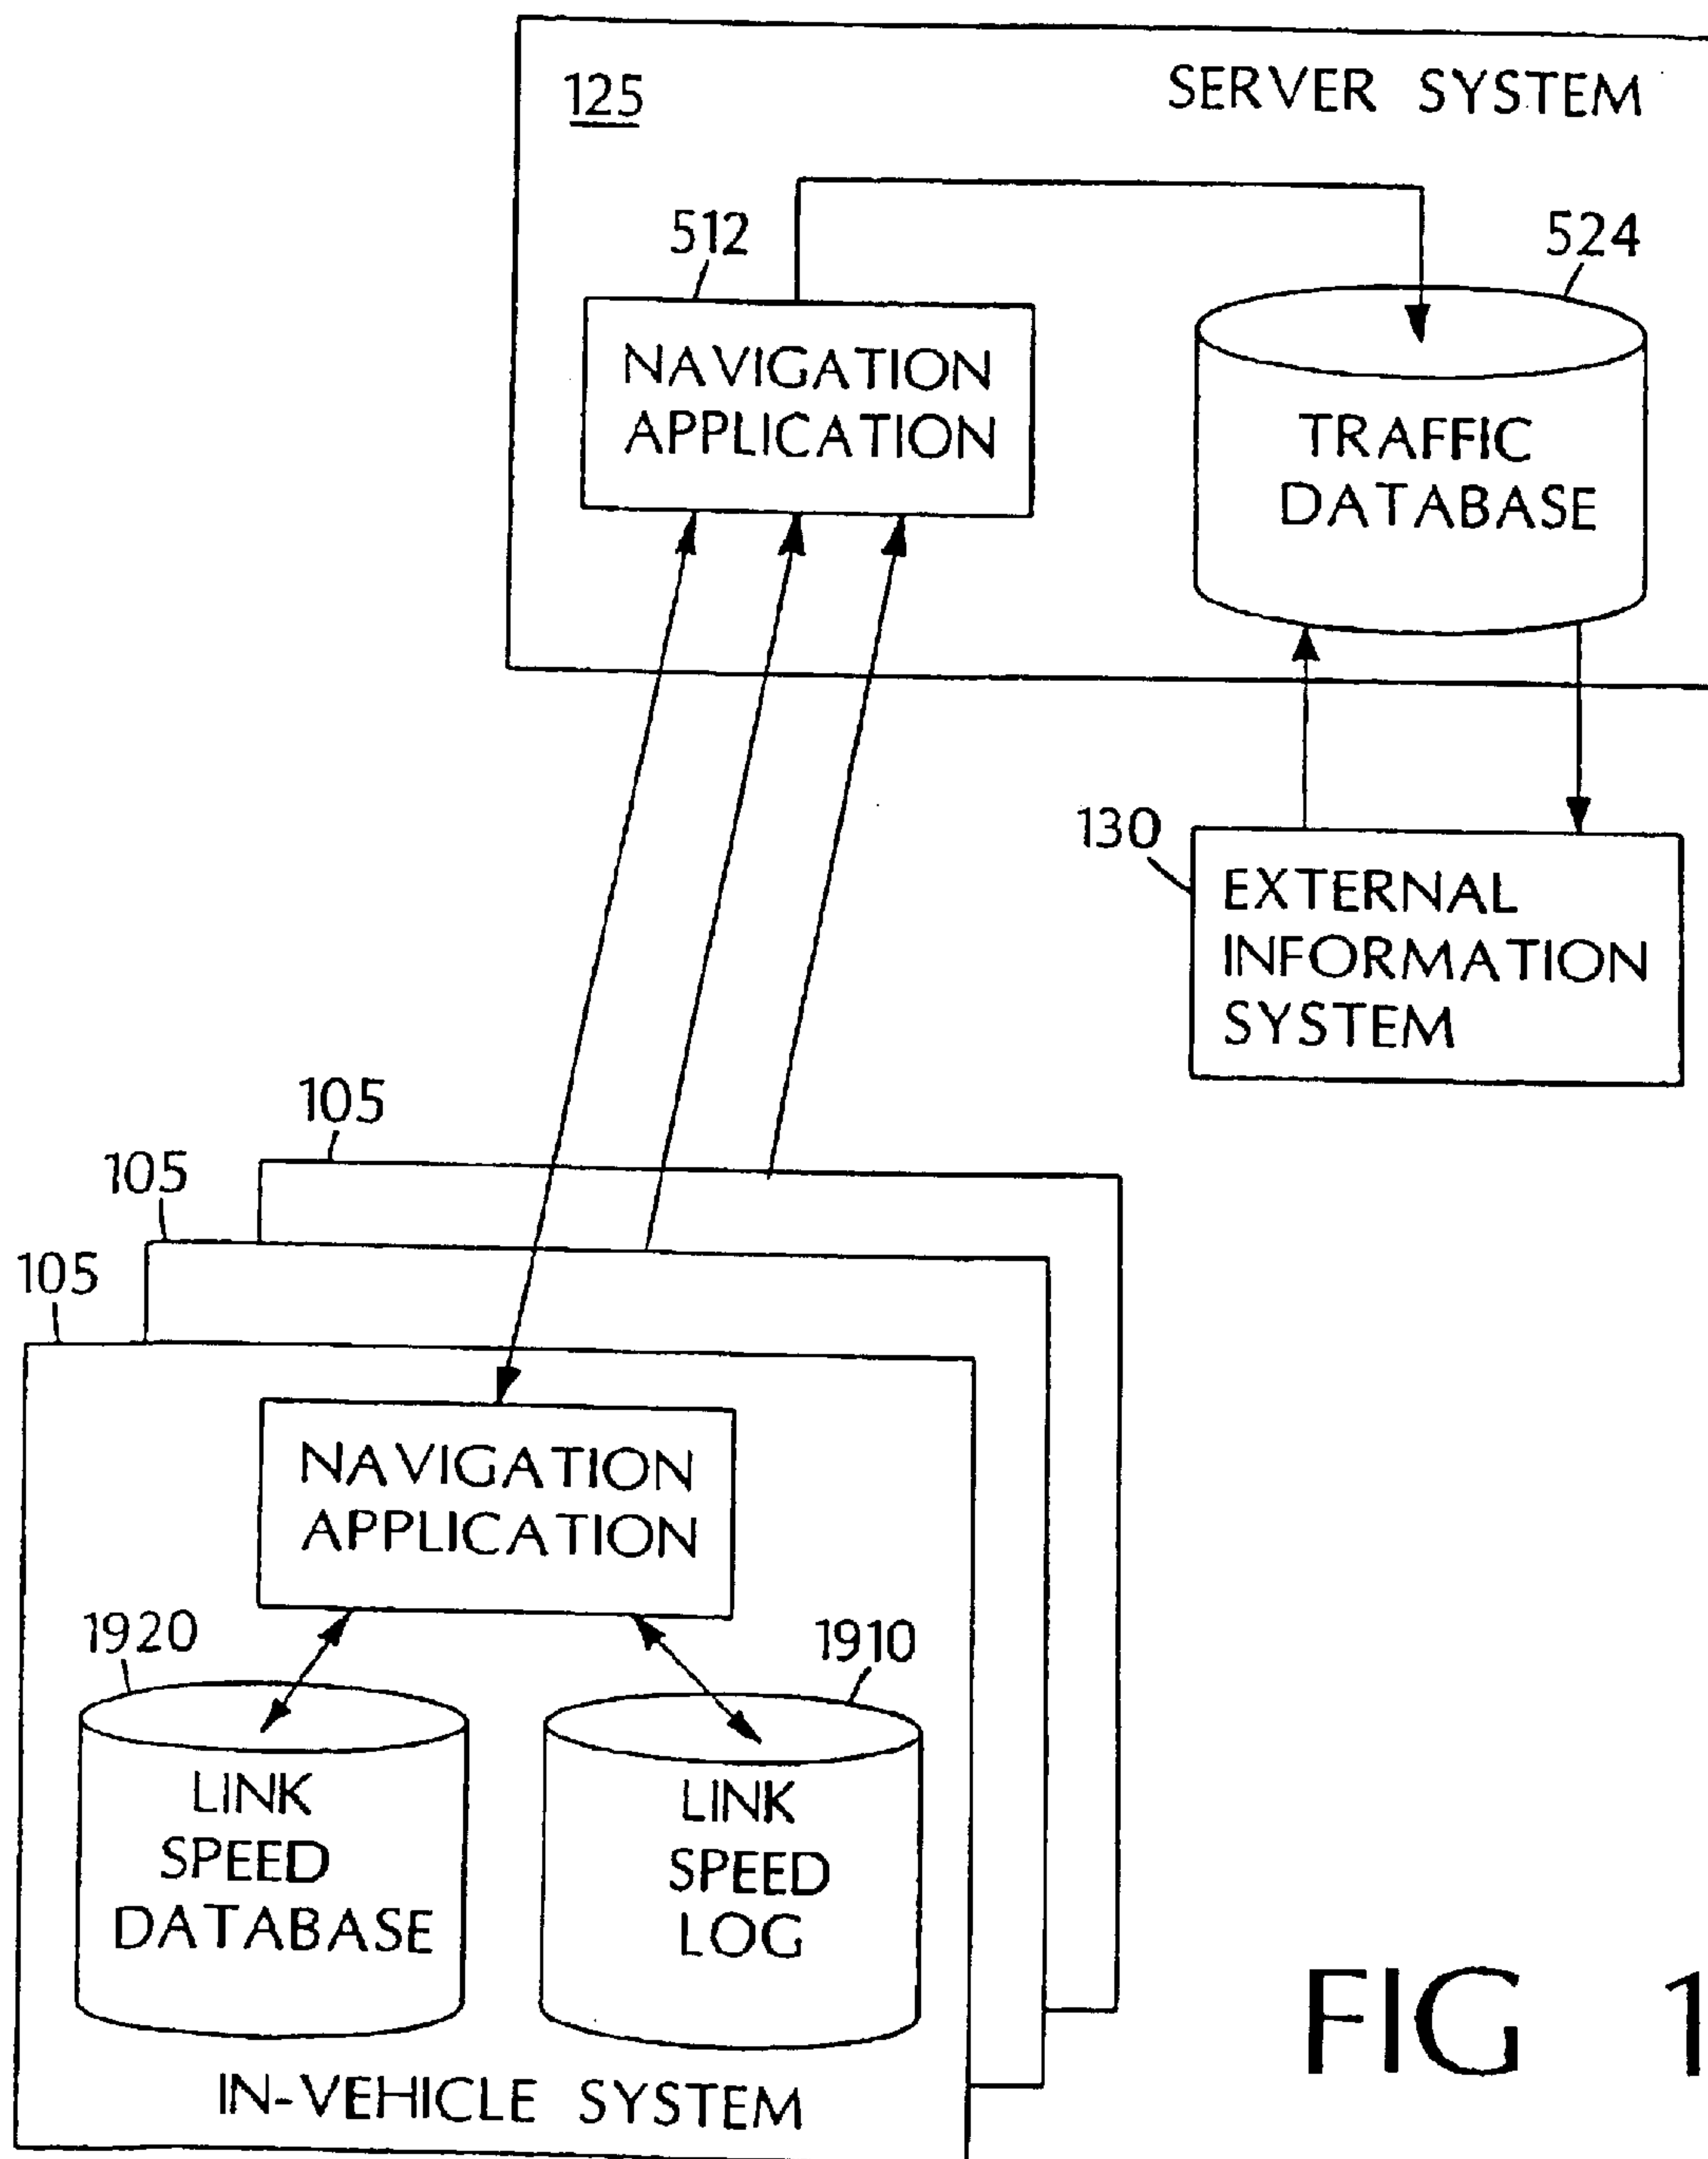 125
SERVER SYSTEM
512
524
NAVIGATION
APPLICATION
TRAFFIC
DATABASE
130
EXTERNAL
INFORMATION
SYSTEM
105
105
105
NAVIGATION
APPLICATION
1920
1910
LINK
SPEED
DATABASE
LINK
SPEED
LOG
IN-VEHICLE SYSTEM
FIG 1